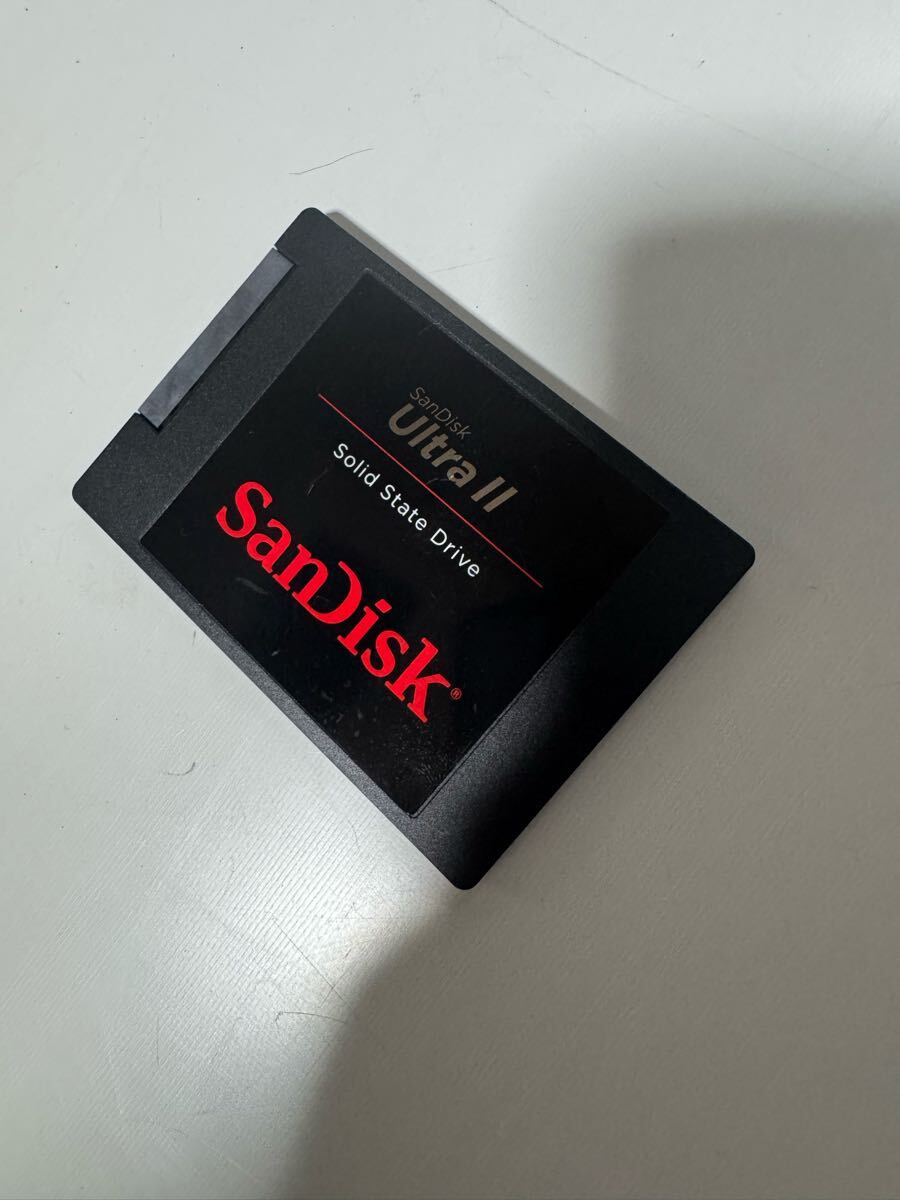 SanDisk
Ultra II
Solid State Drive
SanDisk®